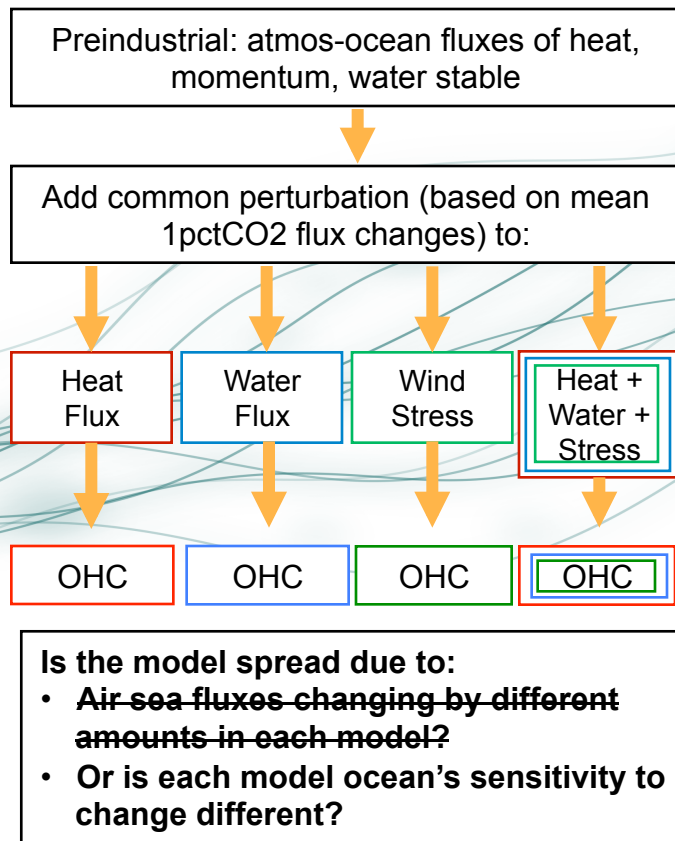 Preindustrial: atmos-ocean fluxes of heat,
momentum, water stable
Add common perturbation (based on mean
1pctCO2 flux changes) to:
Heat
Flux
Water
Flux
Wind
Stress
Heat +
Water +
Stress
OHC
OHC
OHC
OHC
Is the model spread due to:
• Air sea fluxes changing by different
amounts in each model?
• Or is each model ocean's sensitivity to
change different?